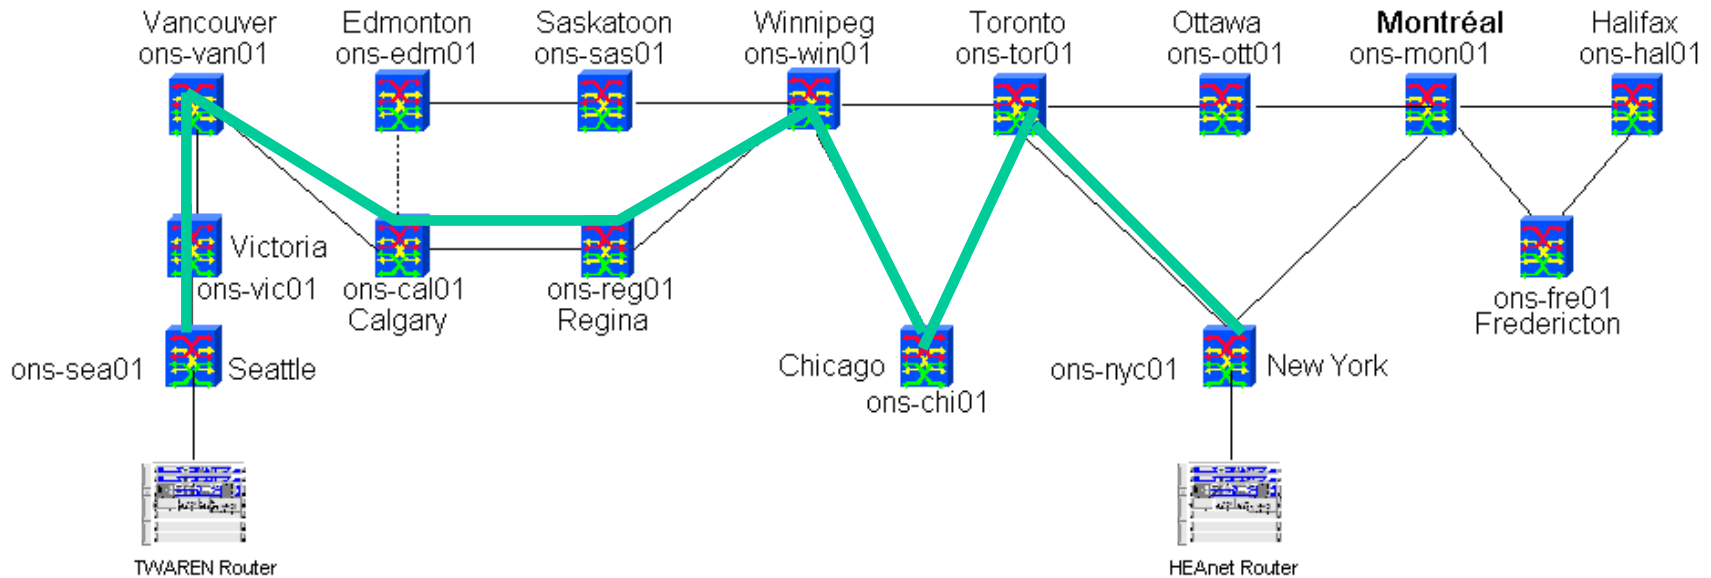 Vancouver
ons-van01
Edmonton
ons-edm01
Saskatoon
ons-sas01
Winnipeg
ons-win01
Toronto
ons-tor01
Ottawa
ons-ott01
Montréal
ons-mon01
Halifax
ons-hal01
Victoria
ons-vic01
ons-cal01
Calgary
ons-reg01
Regina
ons-fre01
Fredericton
ons-sea01
Seattle
Chicago
ons-chi01
ons-nyc01
New York
TWAREN Router
HEAnet Router